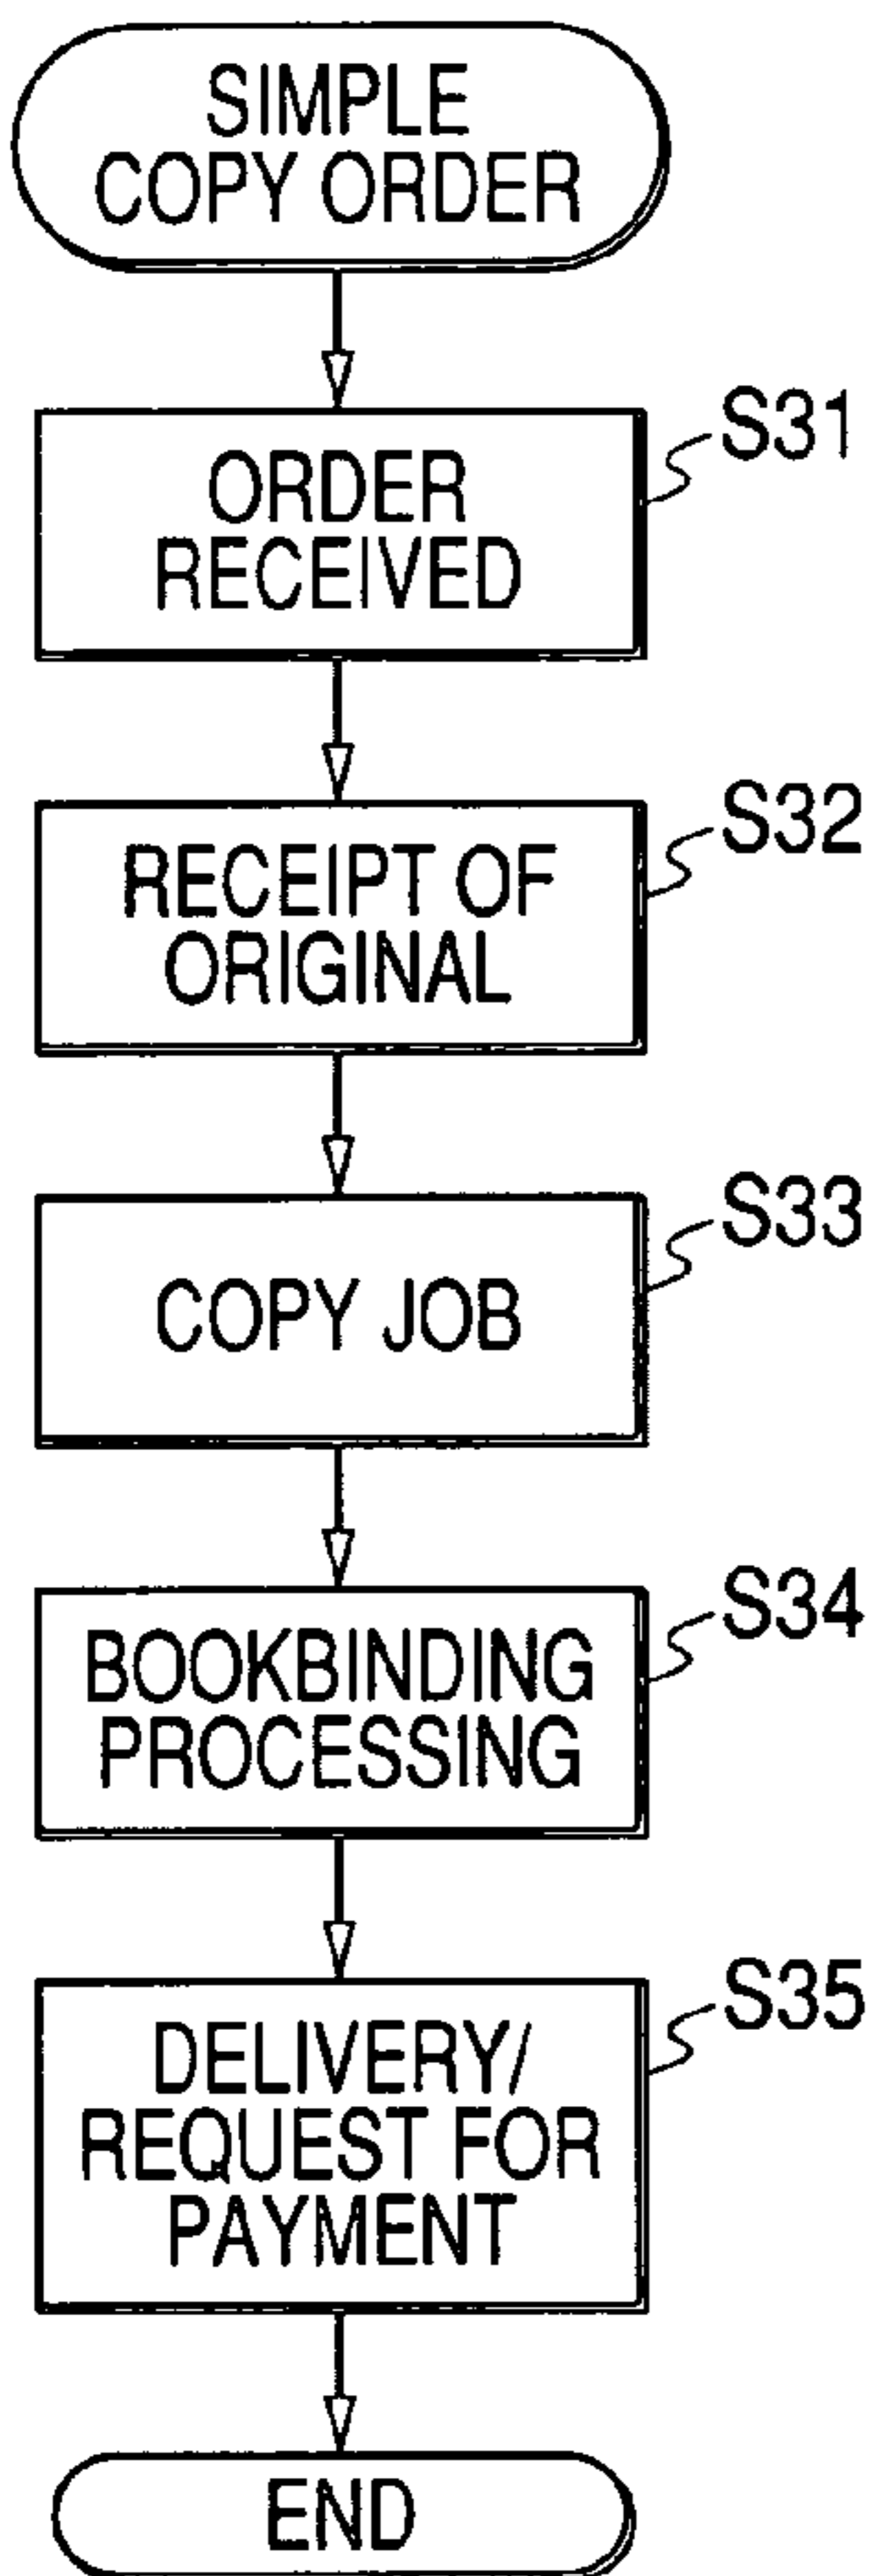 SIMPLE
COPY ORDER
S31
ORDER
RECEIVED
S32
RECEIPT OF
ORIGINAL
S33
COPY JOB
S34
BOOKBINDING
PROCESSING
S35
DELIVERY/
REQUEST FOR
PAYMENT
END